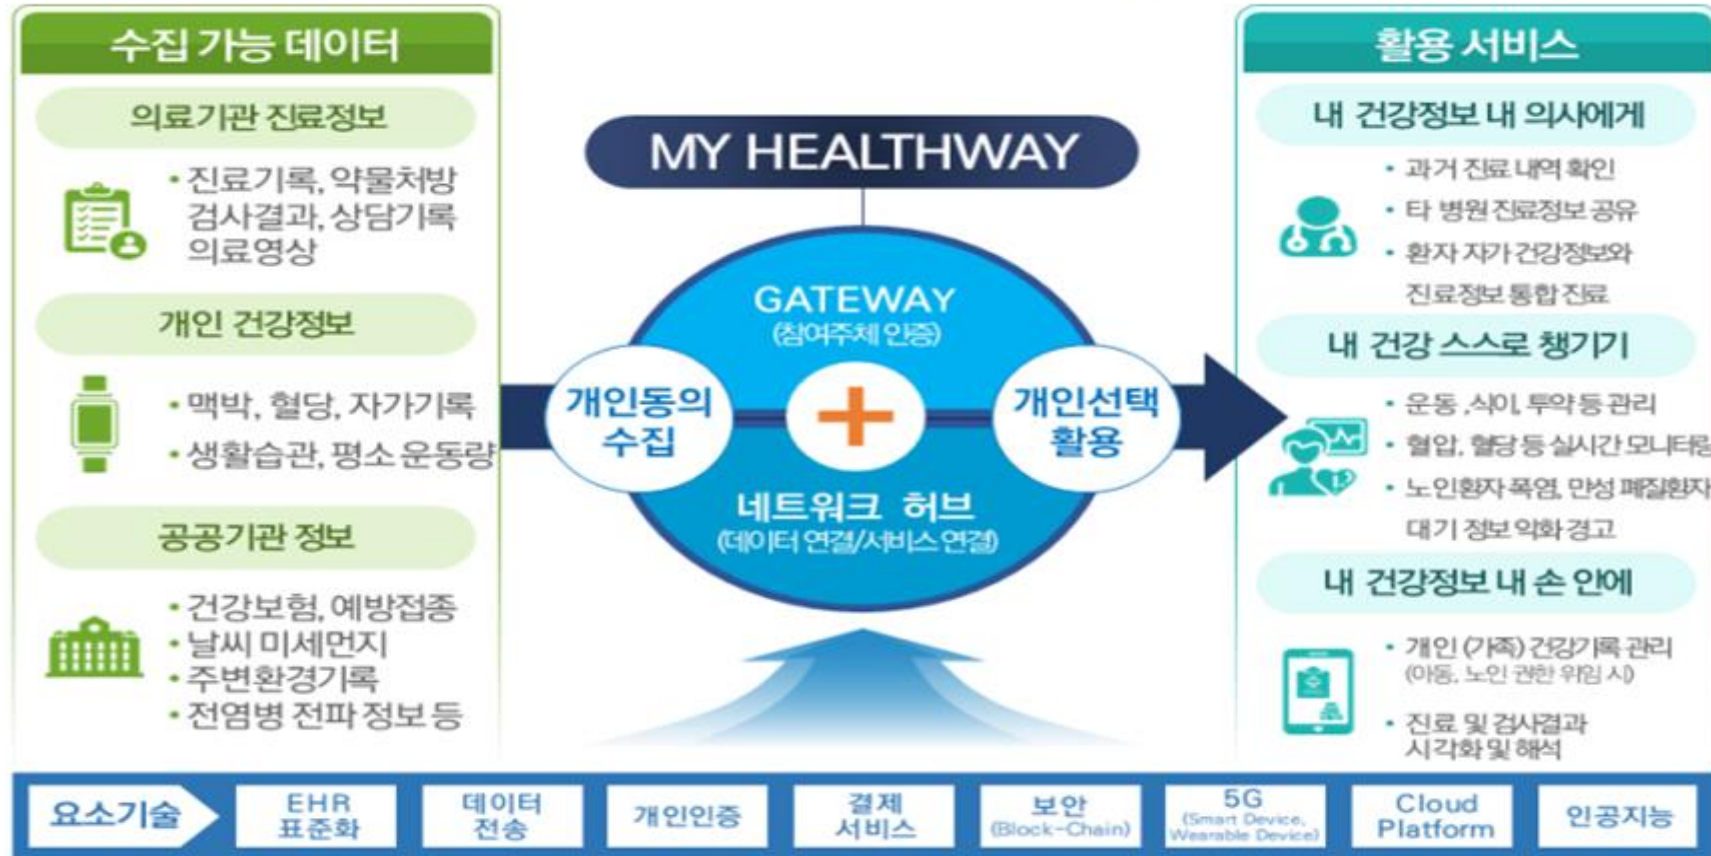 수집 가능 데이터
의료기관 진료정보
• 진료기록, 약물처방
검사결과, 상담기록
의료영상
개인 건강정보
• 맥박, 혈당, 자가기록
• 생활습관, 평소 운동량
공공기관 정보
• 건강보험, 예방접종
• 날씨 미세먼지
• 주변환경기록
• 전염병 전파 정보 등
MY HEALTHWAY
GATEWAY
(참여주체 인증)
개인동의
수집
개인선택
활용
네트워크 허브
(데이터 연결/서비스 연결)
활용 서비스
내 건강정보 내 의사에게
• 과거 진료 내역 확인
• 타 병원 진료정보 공유
• 환자 자가 건강정보와
진료정보 통합 진료
내 건강 스스로 챙기기
• 운동 ,식이, 투약 등 관리
• 혈압, 혈당 등 실시간 모니터링
• 노인환자 폭염, 만성 폐질환자
대기 정보 악화 경고
내 건강정보 내 손 안에
• 개인 (가족) 건강기록 관리
(아동, 노인 권한 위임 시)
• 진료 및 검사결과
시각화 및 해석
요소기술
EHR
표준화
데이터
전송
개인인증
결제
서비스
보안
(Block-Chain)
5G
(Smart Device,
Wearable Device)
Cloud
Platform
인공지능